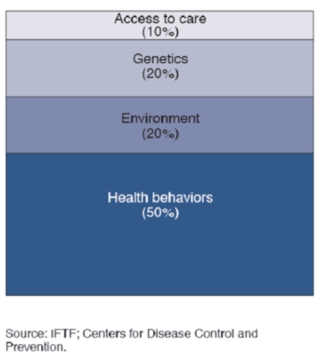 Access to care
(10%)
Genetics
(20%)
Environment
(20%)
Health behaviors
(50%)
Source: IFTF; Centers for Disease Control and
Prevention.